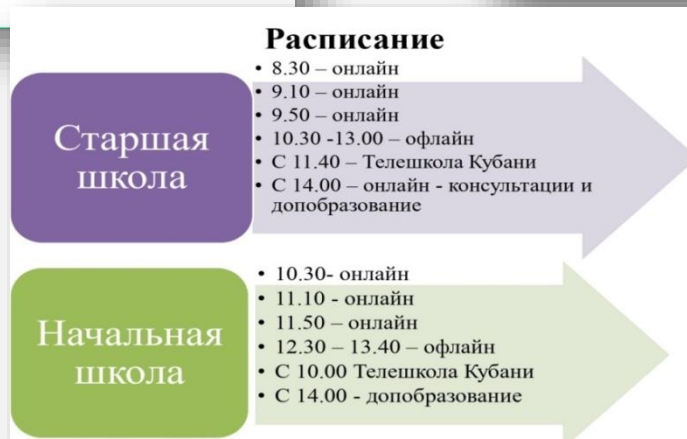 Расписание
Старшая
школа
• 8.30 – онлайн
• 9.10 – онлайн
• 9.50 – онлайн
• 10.30 -13.00 – офлайн
• С 11.40 – Телешкола Кубани
• С 14.00 – онлайн - консультации и
допобразование
Начальная
школа
• 10.30- онлайн
• 11.10 - онлайн
• 11.50 – онлайн
• 12.30 – 13.40 – офлайн
• С 10.00 Телешкола Кубани
• С 14.00 - допобразование